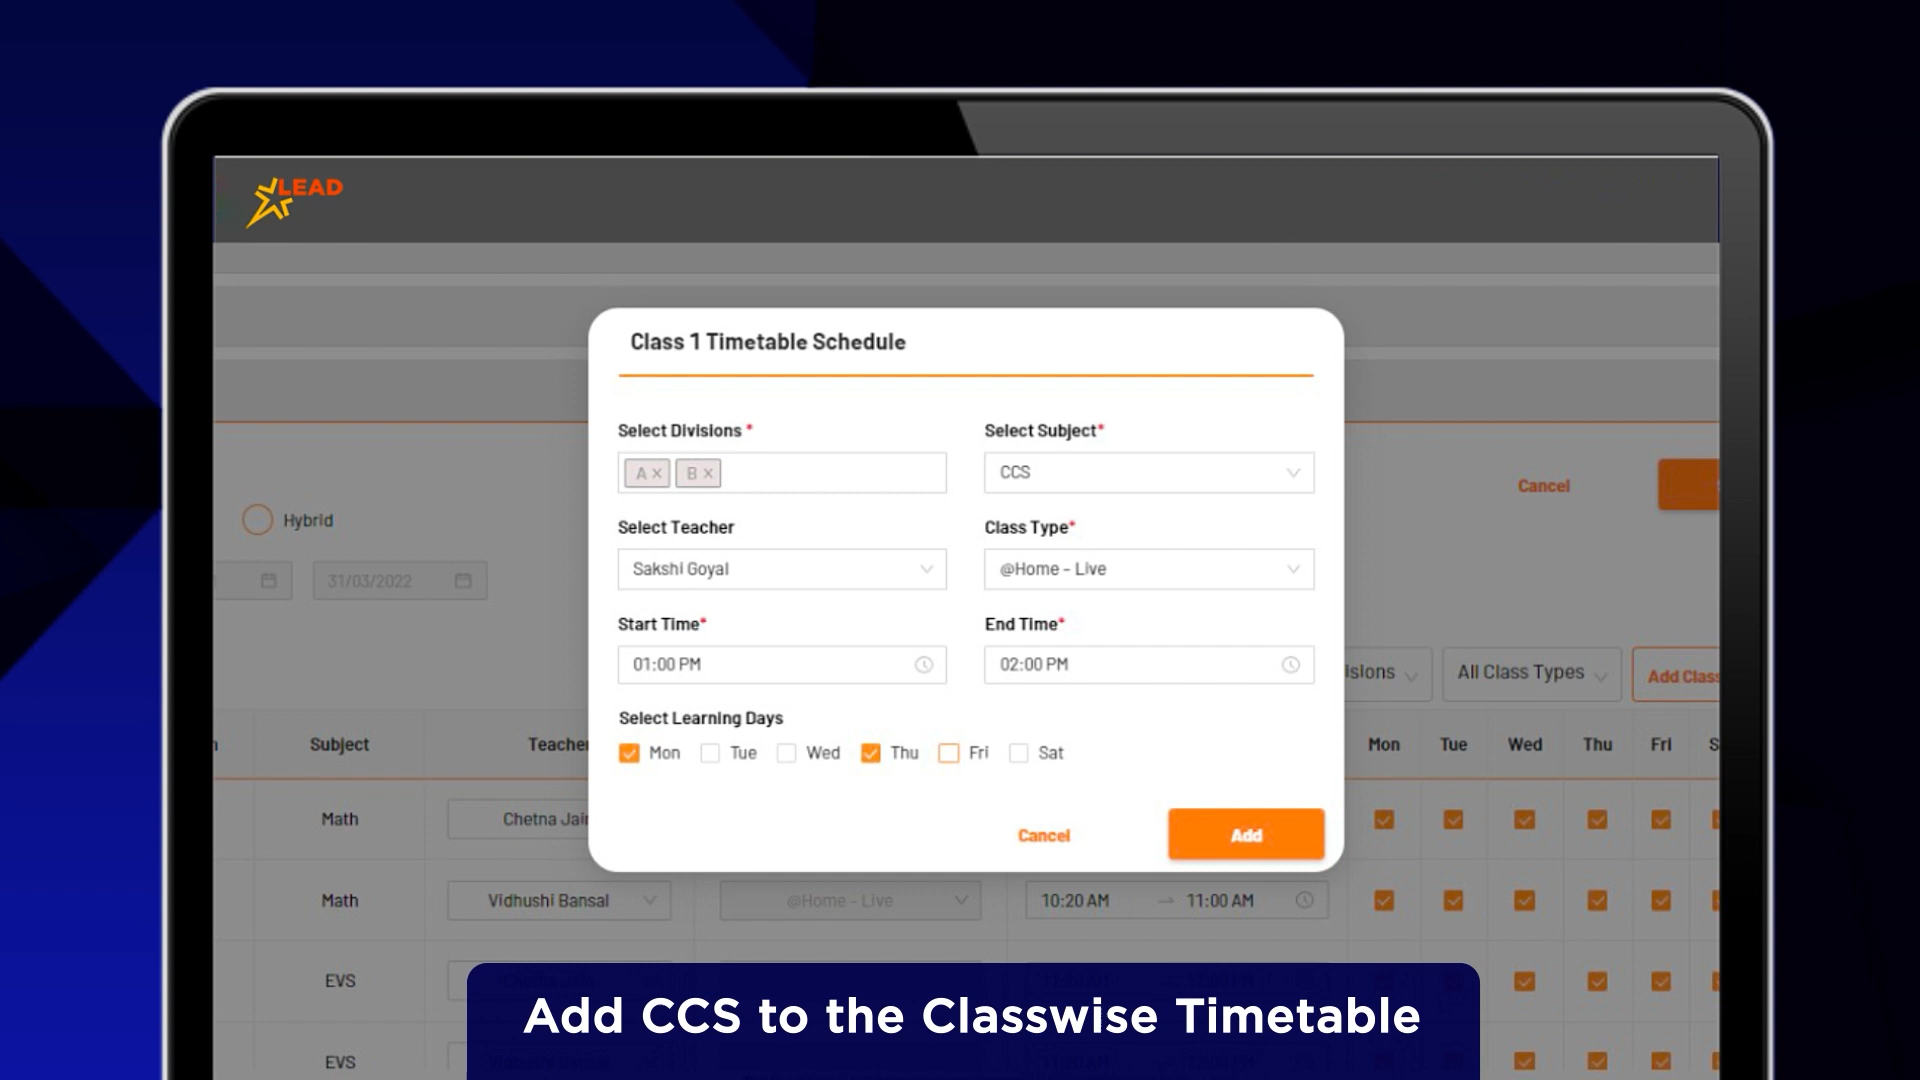 LEAD
Class 1 Timetable Schedule
Select Divisions * Select Subject*
A × B × CCS
Cancel
Select Teacher Class Type*
Hybrid
Sakshi Goyal @Home - Live
31/03/2022
Start Time* End Time*
01:00 PM 02:00 PM
All Class Types
Select Learning Days
Mon Tue Wed Thu Fri Sat
Subject Mon Tue Wed Thu Fri
Math
Cancel Add
Math Vidhushi Bansal @Home - Live 10:20 AM → 11:00 AM
EVS
Add CCS to the Classwise Timetable
EVS